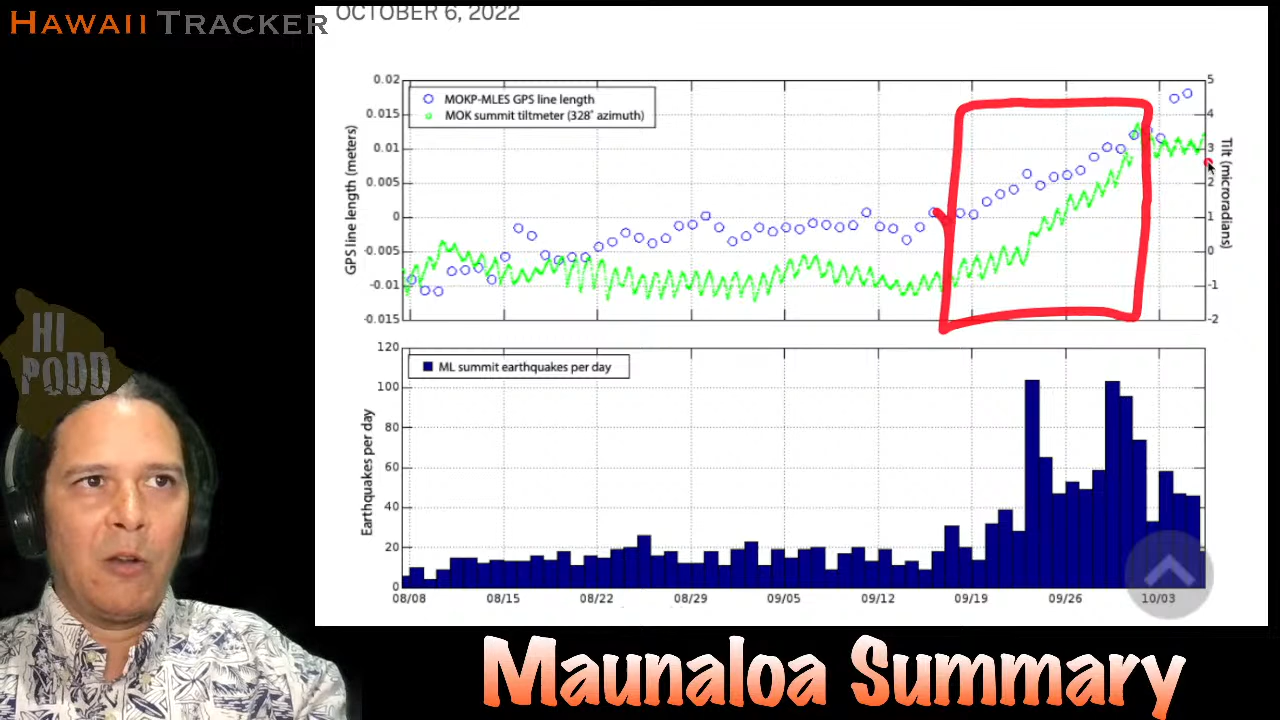 HAWAII TRACKER
OCTOBER 6, 2022
0.02
0.015
0.01
0.005
0
-0.005
-0.01
-0.015
GPS line length (meters)
MOKP-MLES GPS line length
MOK summit tiltmeter (328° azimuth)
5
4
3
2
1
0
-1
-2
Tilt (microradians)
120
100
80
60
40
20
0
Earthquakes per day
ML summit earthquakes per day
08/08 08/15 08/22 08/29 09/05 09/12 09/19 09/26 10/03
HI
PODD
Maunaloa Summary